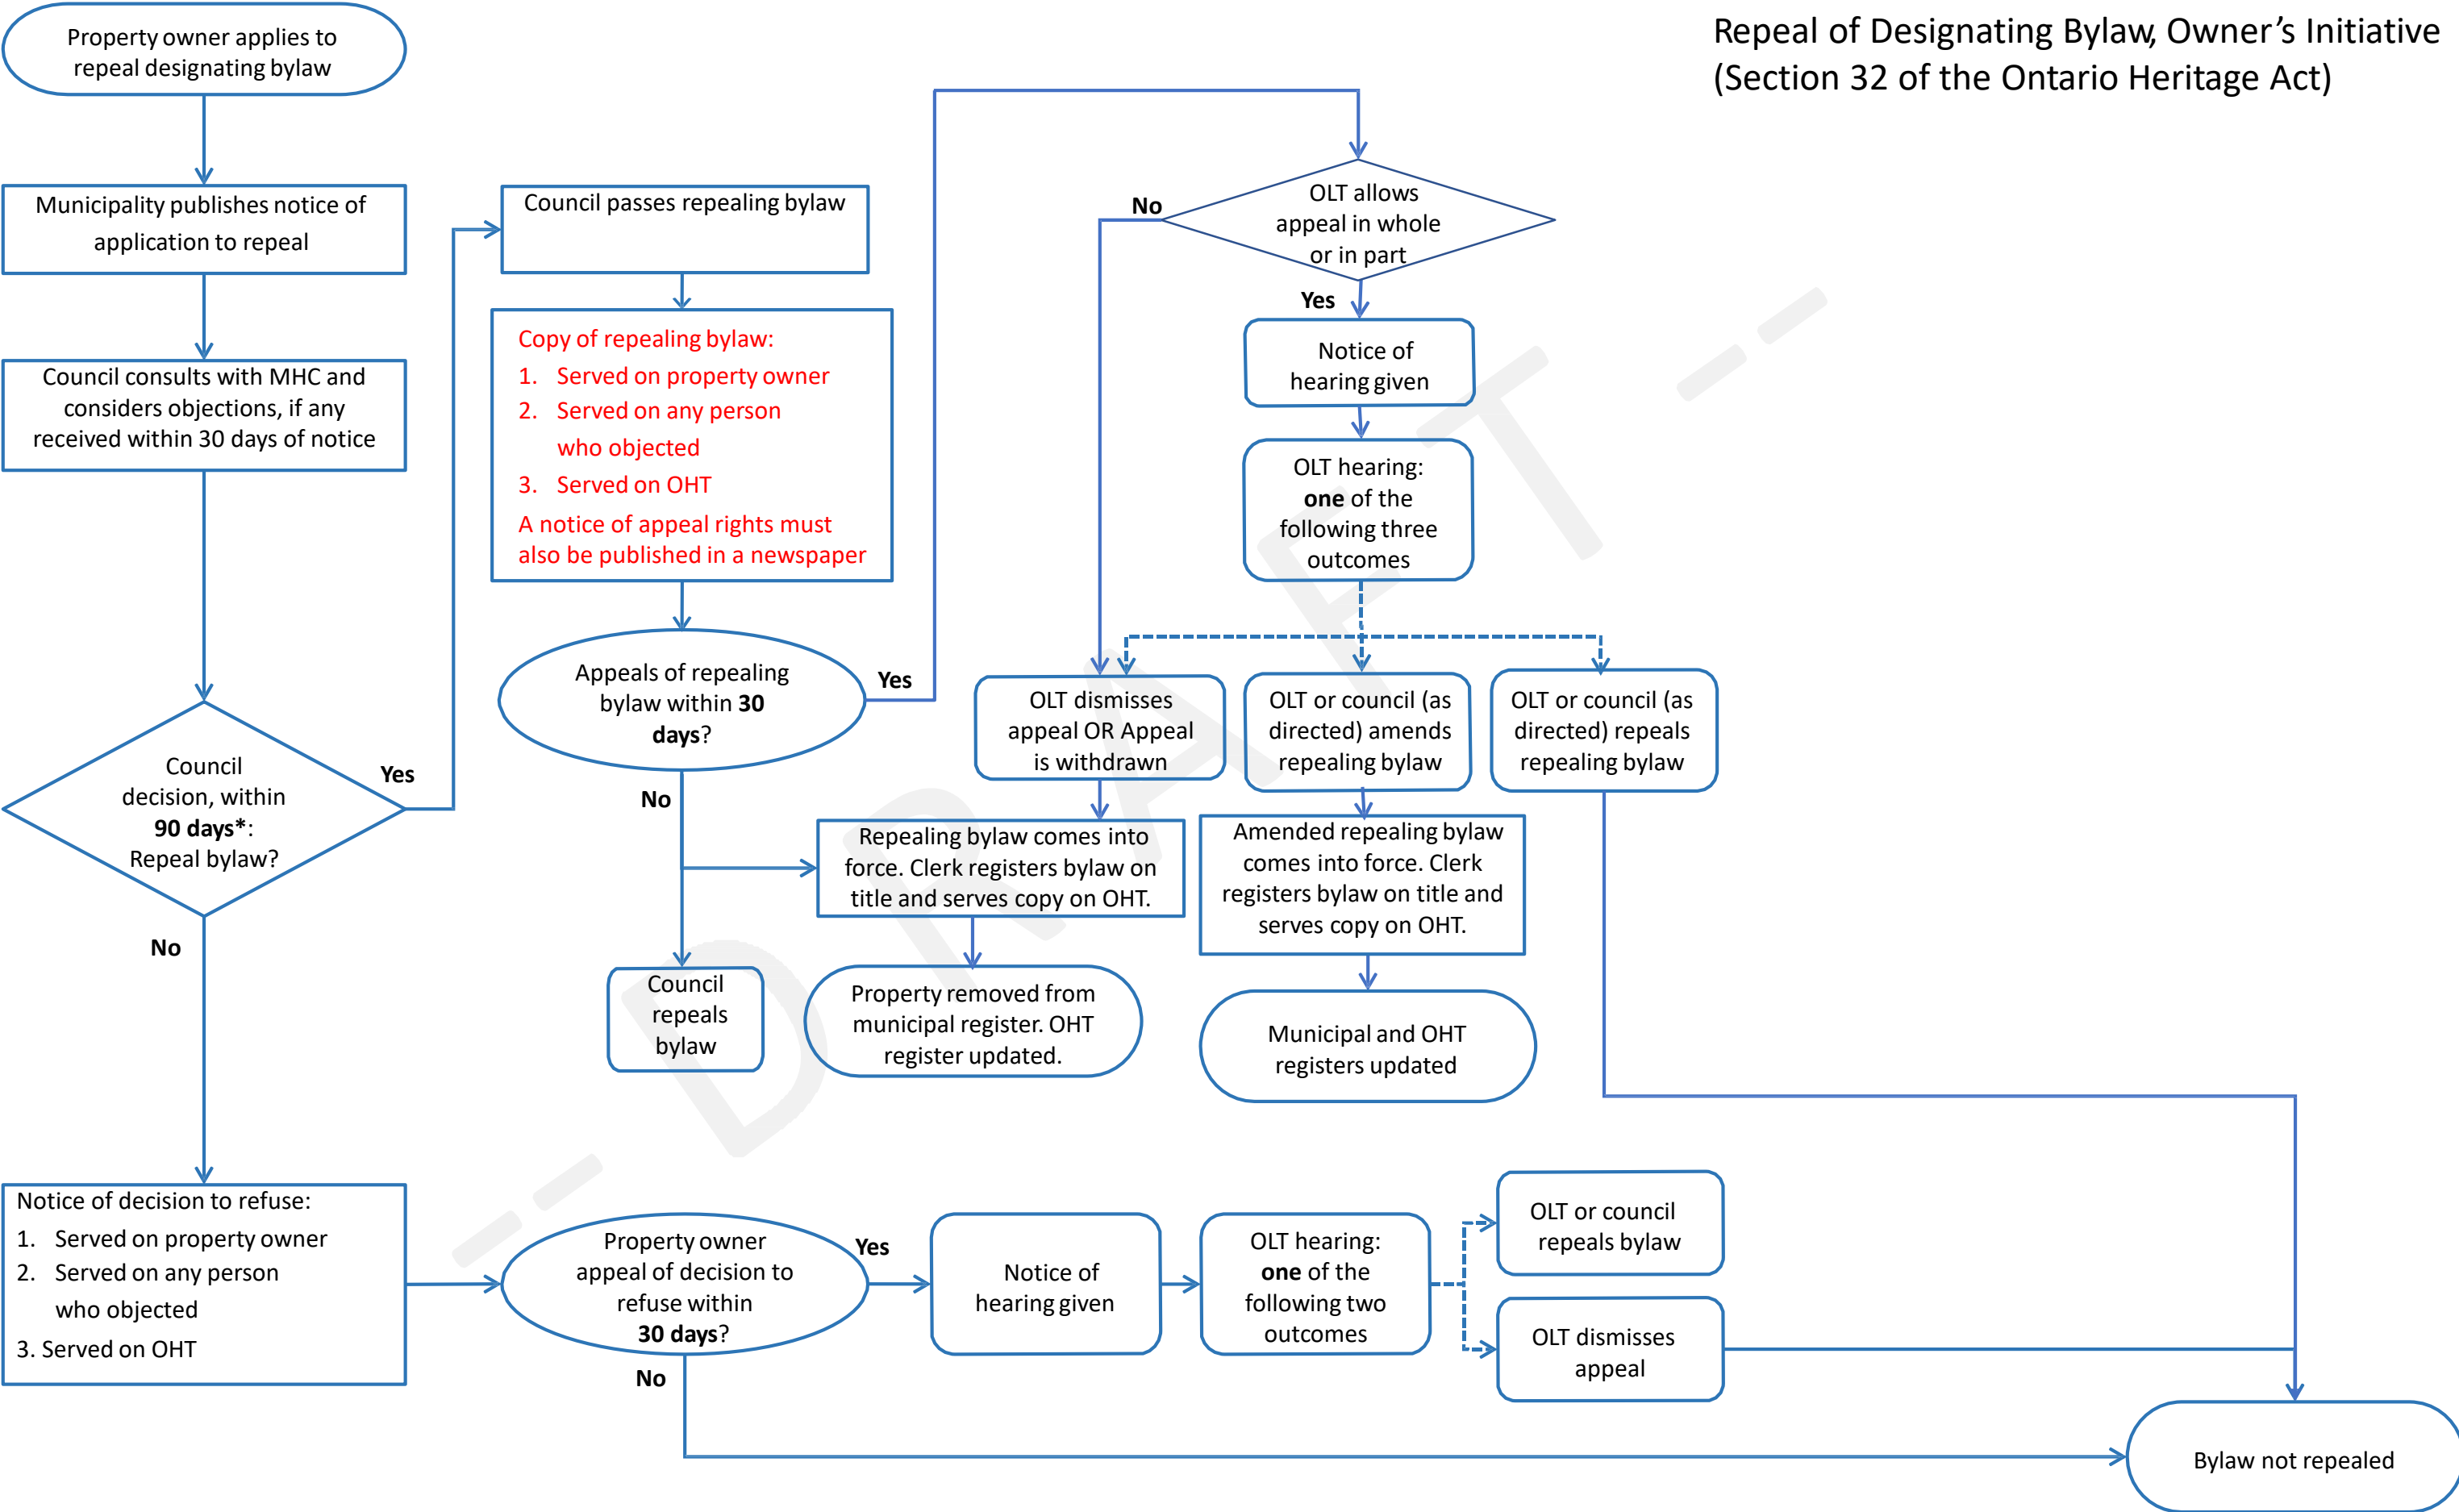 Repeal of Designating Bylaw, Owner’s Initiative
(Section 32 of the Ontario Heritage Act)
Property owner applies to
repeal designating bylaw
Municipality publishes notice of
application to repeal
Council consults with MHC and
considers objections, if any
received within 30 days of notice
Council
decision, within
90 days*:
Repeal bylaw?
Yes
No
Council passes repealing bylaw
Copy of repealing bylaw:
1. Served on property owner
2. Served on any person
who objected
3. Served on OHT
A notice of appeal rights must
also be published in a newspaper
Appeals of repealing
bylaw within 30
days?
Yes
No
Council
repeals
bylaw
OLT allows
appeal in whole
or in part
No
Yes
Notice of
hearing given
OLT hearing:
one of the
following three
outcomes
OLT dismisses
appeal OR Appeal
is withdrawn
OLT or council (as
directed) amends
repealing bylaw
OLT or council (as
directed) repeals
repealing bylaw
Repealing bylaw comes into
force. Clerk registers bylaw on
title and serves copy on OHT.
Amended repealing bylaw
comes into force. Clerk
registers bylaw on title and
serves copy on OHT.
Property removed from
municipal register. OHT
register updated.
Municipal and OHT
registers updated
Notice of decision to refuse:
1. Served on property owner
2. Served on any person
who objected
3. Served on OHT
Property owner
appeal of decision to
refuse within
30 days?
Yes
No
Notice of
hearing given
OLT hearing:
one of the
following two
outcomes
OLT or council
repeals bylaw
OLT dismisses
appeal
Bylaw not repealed
-- DRAFT --